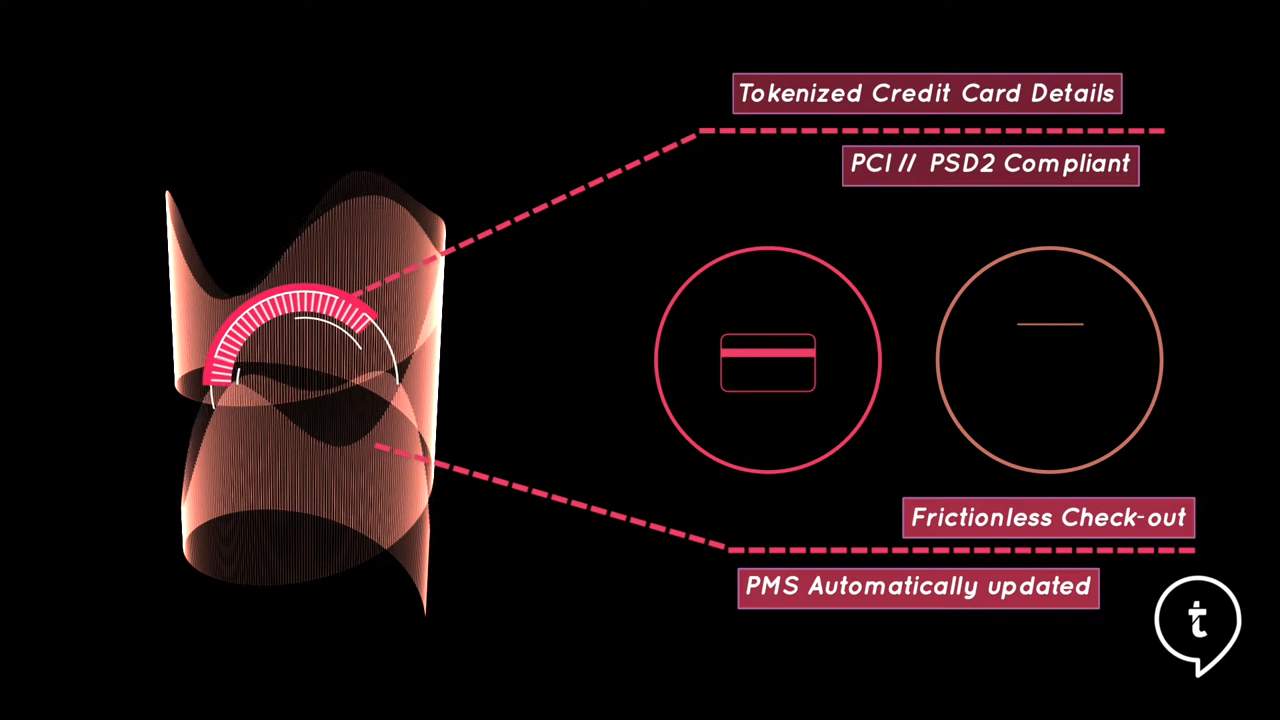 Tokenized Credit Card Details
PCI // PSD2 Compliant
Frictionless Check-out
PMS Automatically updated
t